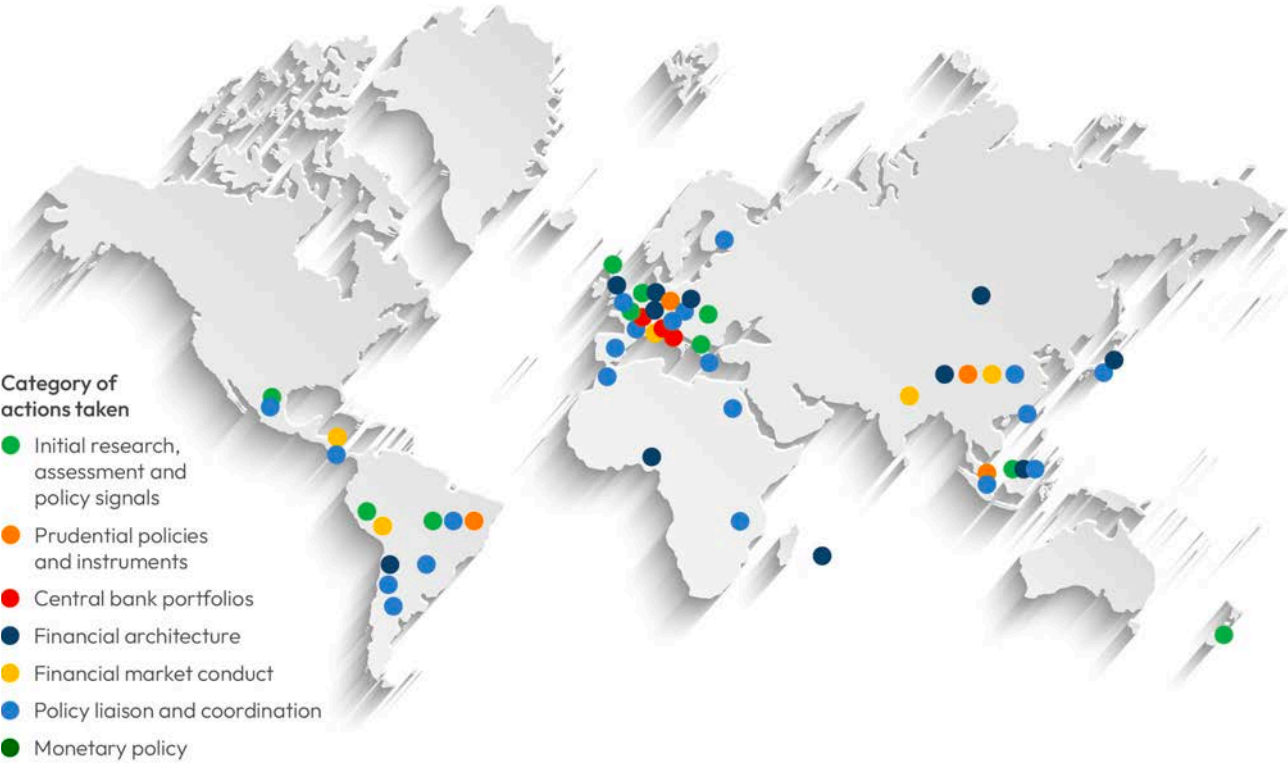 Category of
actions taken
Initial research,
assessment and
policy signals
Prudential policies
and instruments
Central bank portfolios
Financial architecture
Financial market conduct
Policy liaison and coordination
Monetary policy